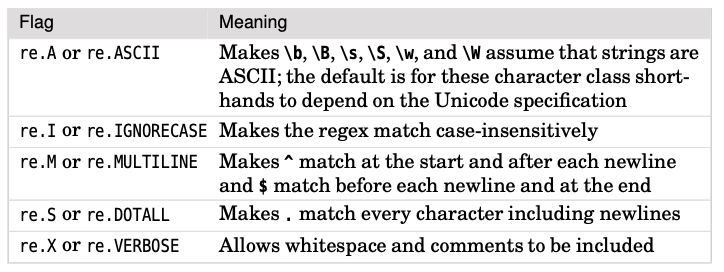 Flag Meaning
re.A or re.ASCII Makes \b, \B, \s, \S, \w, and \W assume that strings are
ASCII; the default is for these character class short-
hands to depend on the Unicode specification
re.I or re.IGNORECASE Makes the regex match case-insensitively
re.M or re.MULTILINE Makes ^ match at the start and after each newline
and $ match before each newline and at the end
re.S or re.DOTALL Makes . match every character including newlines
re.X or re.VERBOSE Allows whitespace and comments to be included